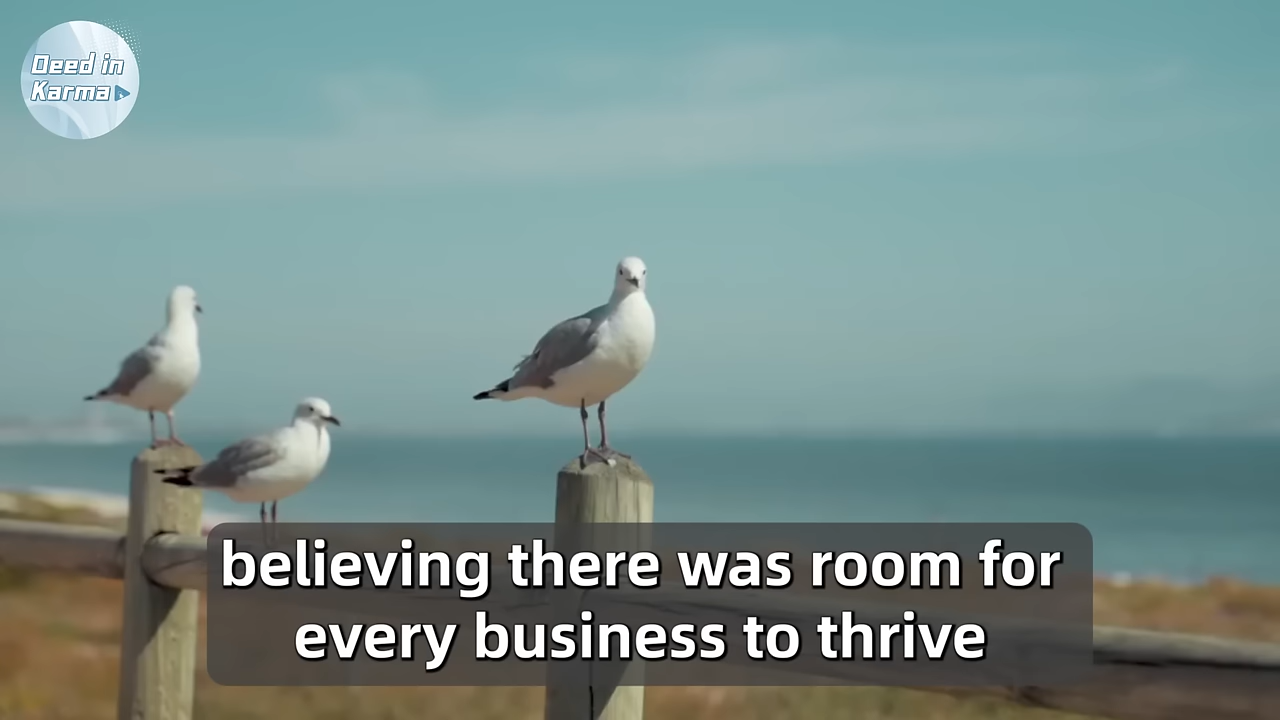 Deed in
Karma
believing there was room for
every business to thrive